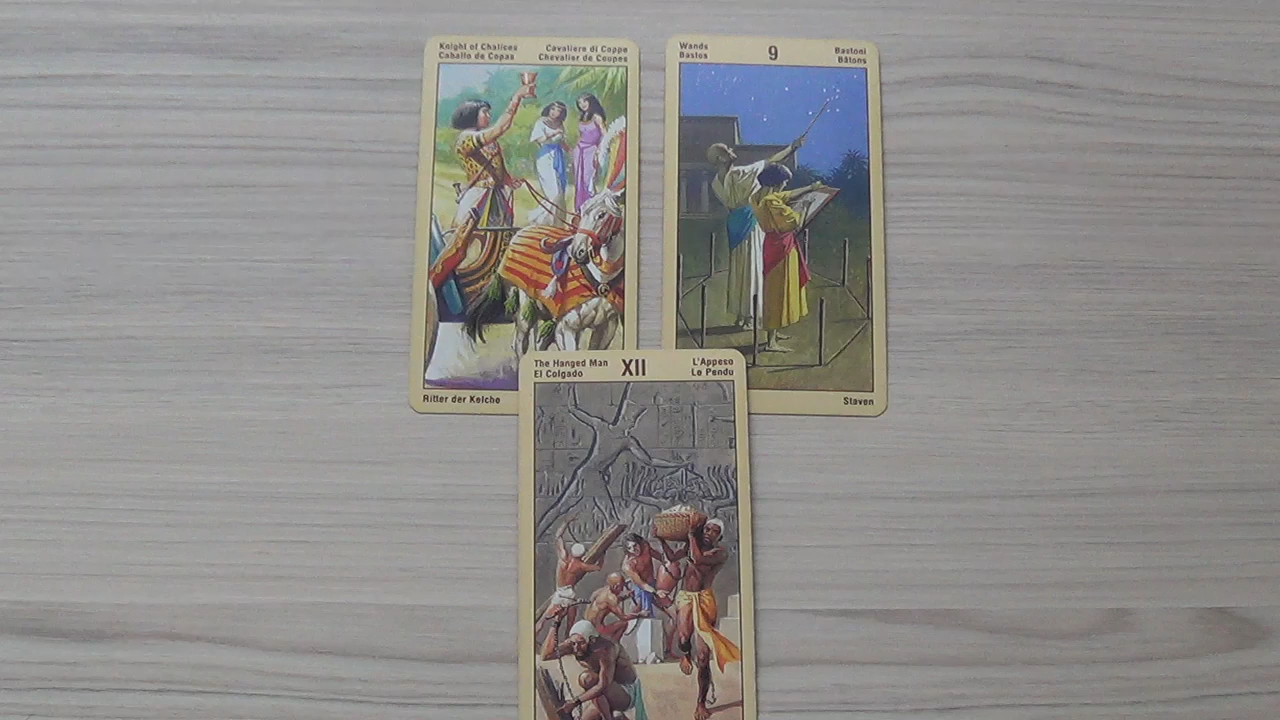 Knight of Chalices Cavaliere di Coppe
Caballo de Copas Chevalier de Coupes
Ritter der Kelche
Wands 9 Bastoni
Bastos Bâtons
Staven
The Hanged Man XII L'Appeso
El Colgado Le Pendu